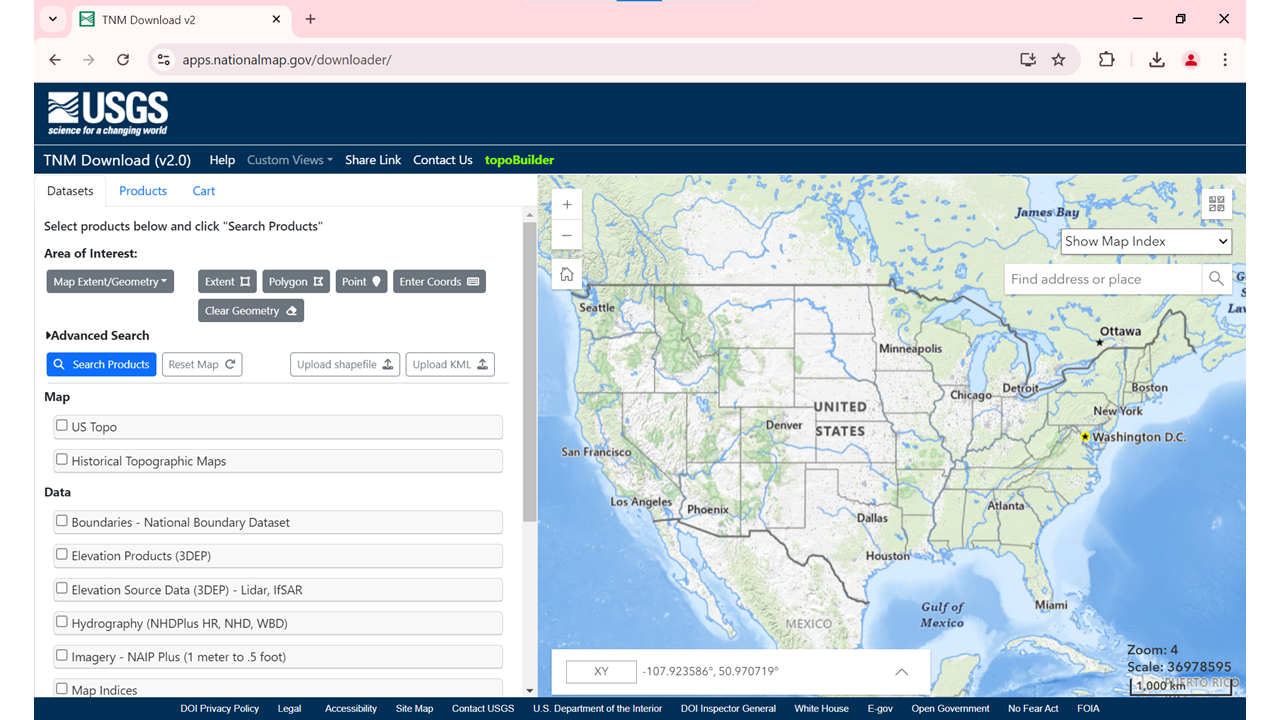 TNM Download v2
apps.nationalmap.gov/downloader/
USGS
science for a changing world
TNM Download (v2.0) Help Custom Views Share Link Contact Us topoBuilder
Datasets Products Cart
Select products below and click "Search Products"
Area of Interest:
Map Extent/Geometry Extent Polygon Point Enter Coords
Clear Geometry
Advanced Search
Search Products Reset Map Upload shapefile Upload KML
Map
US Topo
Historical Topographic Maps
Data
Boundaries - National Boundary Dataset
Elevation Products (3DEP)
Elevation Source Data (3DEP) - Lidar, IfSAR
Hydrography (NHDPlus HR, NHD, WBD)
Imagery - NAIP Plus (1 meter to .5 foot)
Map Indices
James Bay
Show Map Index
Find address or place
Seattle
Ottawa
Minneapolis
Chicago
Detroit
Boston
New York
UNITED
STATES
Denver
Washington D.C.
San Francisco
Los Angeles
Phoenix
Atlanta
Dallas
Houston
Gulf of
Mexico
Miami
MEXICO
Zoom: 4
Scale: 36978595
PUERTO RICO
1,000 km
XY -107.923586°, 50.970719°
DOI Privacy Policy Legal Accessibility Site Map Contact USGS U.S. Department of the Interior DOI Inspector General White House E-gov Open Government No Fear Act FOIA